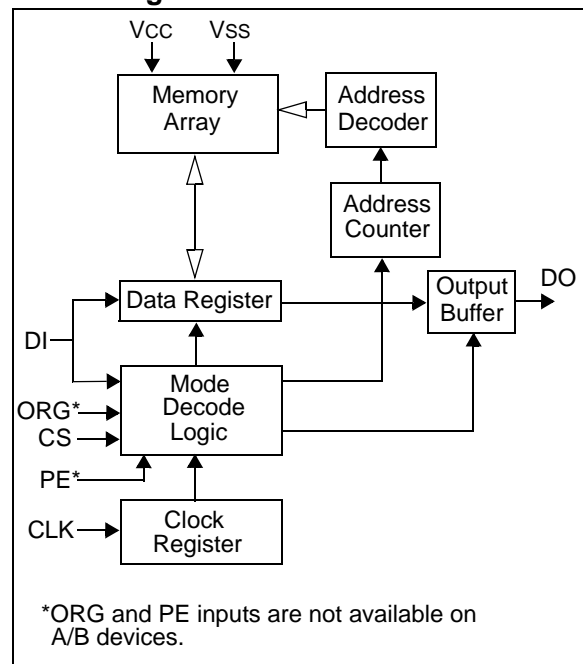 VCC
VSS
Memory
Array
Address
Decoder
Address
Counter
Data Register
Output
Buffer
DO
DI
Mode
Decode
Logic
ORG*
CS
PE*
CLK
Clock
Register
*ORG and PE inputs are not available on
A/B devices.